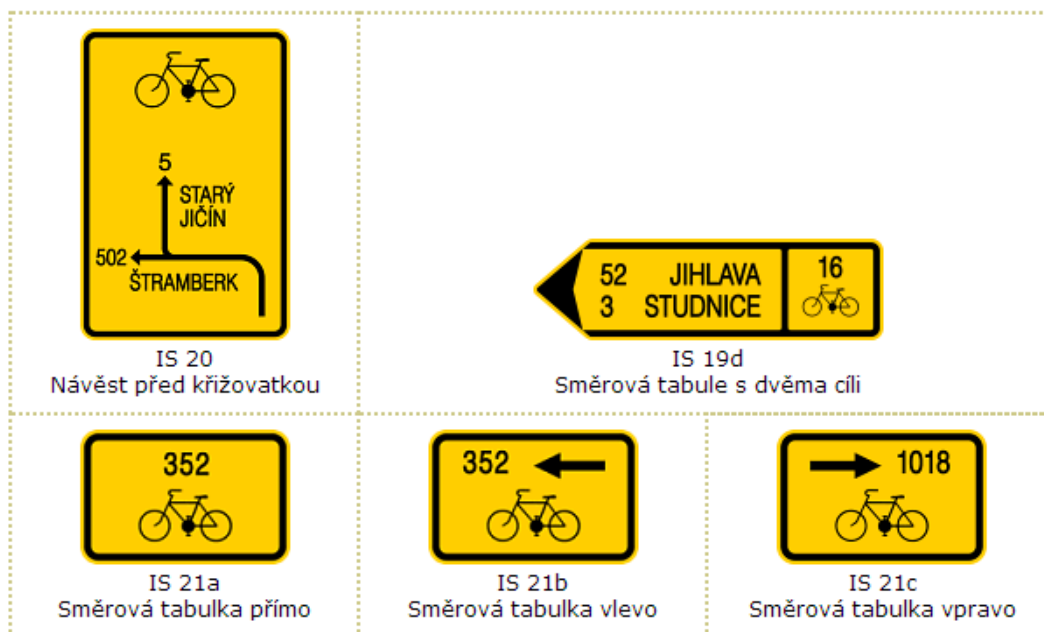 5
STARÝ
JIČÍN
502
ŠTRAMBERK
IS 20
Návěst před křižovatkou
52 JIHLAVA 16
3 STUDNICE
IS 19d
Směrová tabule s dvěma cíli
352
IS 21a
Směrová tabulka přímo
352
IS 21b
Směrová tabulka vlevo
1018
IS 21c
Směrová tabulka vpravo